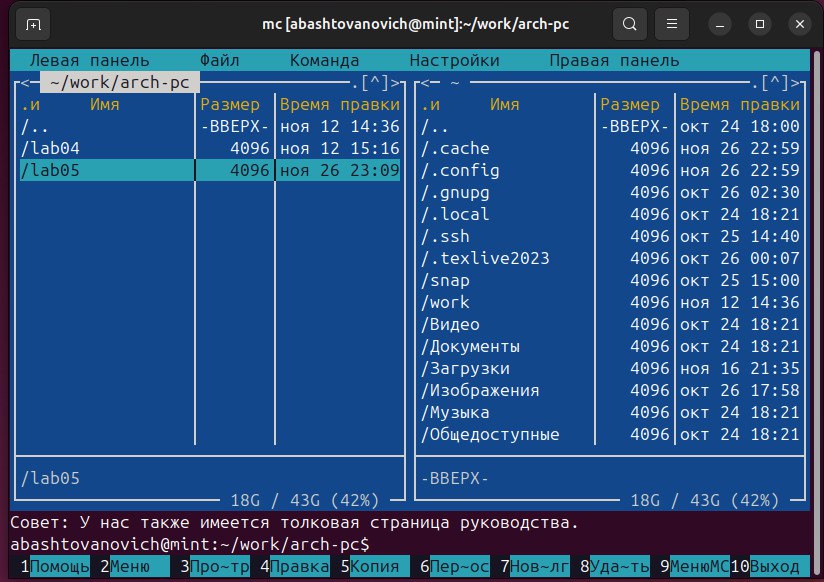 mc [abashtovanovich@mint]:~/work/arch-pc
Левая панель Файл Команда Настройки Правая панель
<— ~/work/arch-pc —.[^]>
.и Имя Размер Время правки
/.. -ВВЕРХ- ноя 12 14:36
/lab04 4096 ноя 12 15:16
/lab05 4096 ноя 26 23:09
/lab05
18G / 43G (42%)
<— ~ —.[^]>
.и Имя Размер Время правки
/.. -ВВЕРХ- окт 24 18:00
/.cache 4096 ноя 26 22:59
/.config 4096 ноя 26 22:59
/.gnupg 4096 окт 26 02:30
/.local 4096 окт 24 18:21
/.ssh 4096 окт 25 14:40
/.texlive2023 4096 окт 26 00:07
/snap 4096 окт 25 15:00
/work 4096 ноя 12 14:36
/Видео 4096 окт 24 18:21
/Документы 4096 окт 24 18:21
/Загрузки 4096 ноя 16 21:35
/Изображения 4096 окт 26 17:58
/Музыка 4096 окт 24 18:21
/Общедоступные 4096 окт 24 18:21
-ВВЕРХ-
18G / 43G (42%)
Совет: У нас также имеется толковая страница руководства.
abashtovanovich@mint:~/work/arch-pc$
1Помощь 2Меню 3Про~тр 4Правка 5Копия 6Пер~ос 7Нов~лг 8Уда~ть 9МенюMC 10Выход